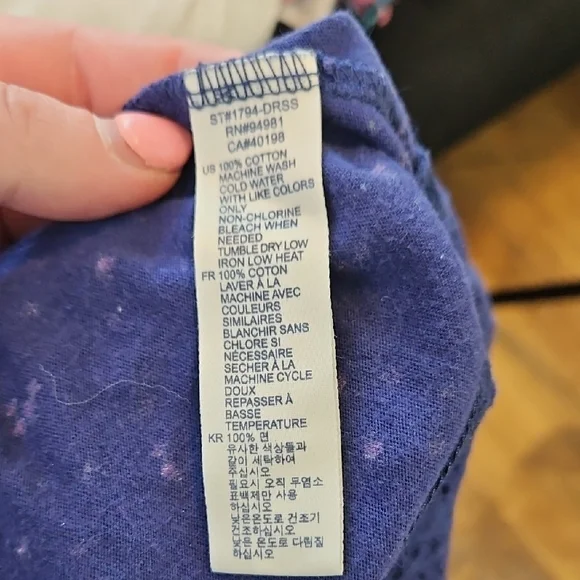 ST#1794-DRSS
RN#94981
CA#40198
US 100% COTTON
MACHINE WASH
COLD WATER
WITH LIKE COLORS
ONLY
NON-CHLORINE
BLEACH WHEN
NEEDED
TUMBLE DRY LOW
IRON LOW HEAT
FR 100% COTON
LAVER À LA
MACHINE AVEC
COULEURS
SIMILAIRES
BLANCHIR SANS
CHLORE SI
NÉCESSAIRE
SECHER À LA
MACHINE CYCLE
DOUX
REPASSER À
BASSE
TEMPERATURE
KR 100% 면
유사한 색상들과
같이 세탁하여
주십시오
필요시 오직 무염소
표백제만 사용
하십시오
낮은온도로 건조기
건조하십시오
낮은 온도로 다림질
하십시오